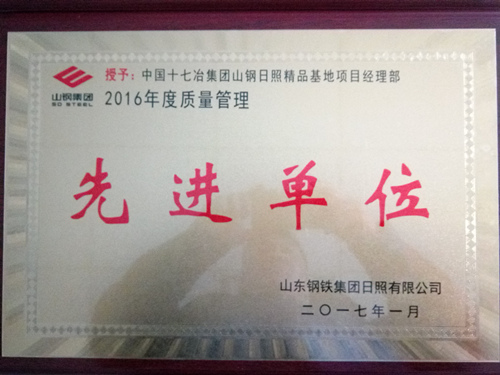 授予：中国十七冶集团山钢日照精品基地项目经理部
山钢集团
SD STEEL
2016年度质量管理
先进单位
山东钢铁集团日照有限公司
二〇一七年一月